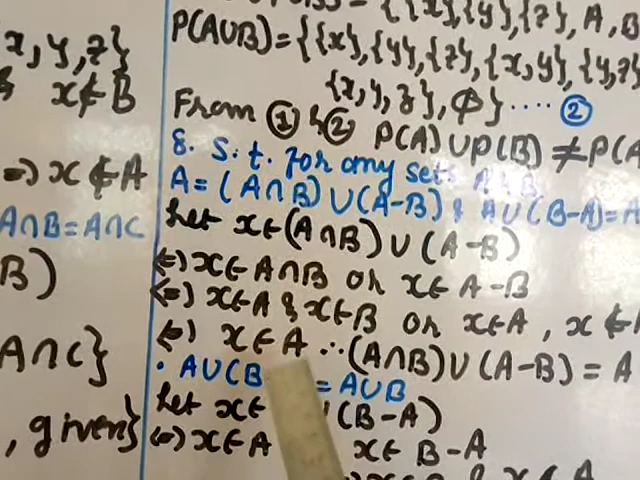 x, y, z}
x∉B
=) x∉A
A∩B = A∩C
B)
A∩C}
, given}
{{x},{y},{z}, A, B
P(A∪B) = {{x},{y},{z},{x,y},{y,z}
{x,y,z},Φ} ..... ②
From ① & ② P(A)∪P(B) ≠ P(A
8. S.t. for any sets A & B
A = (A∩B)∪(A-B) & A∪(B-A) = A
Let x∈(A∩B)∪(A-B)
(=) x∈A∩B or x∈A-B
(=) x∈A & x∈B or x∈A, x∉
(=) x∈A ∴ (A∩B)∪(A-B) = A
• A∪(B = A∪B
Let x∈ (B-A)
(=) x∈A x∈B-A